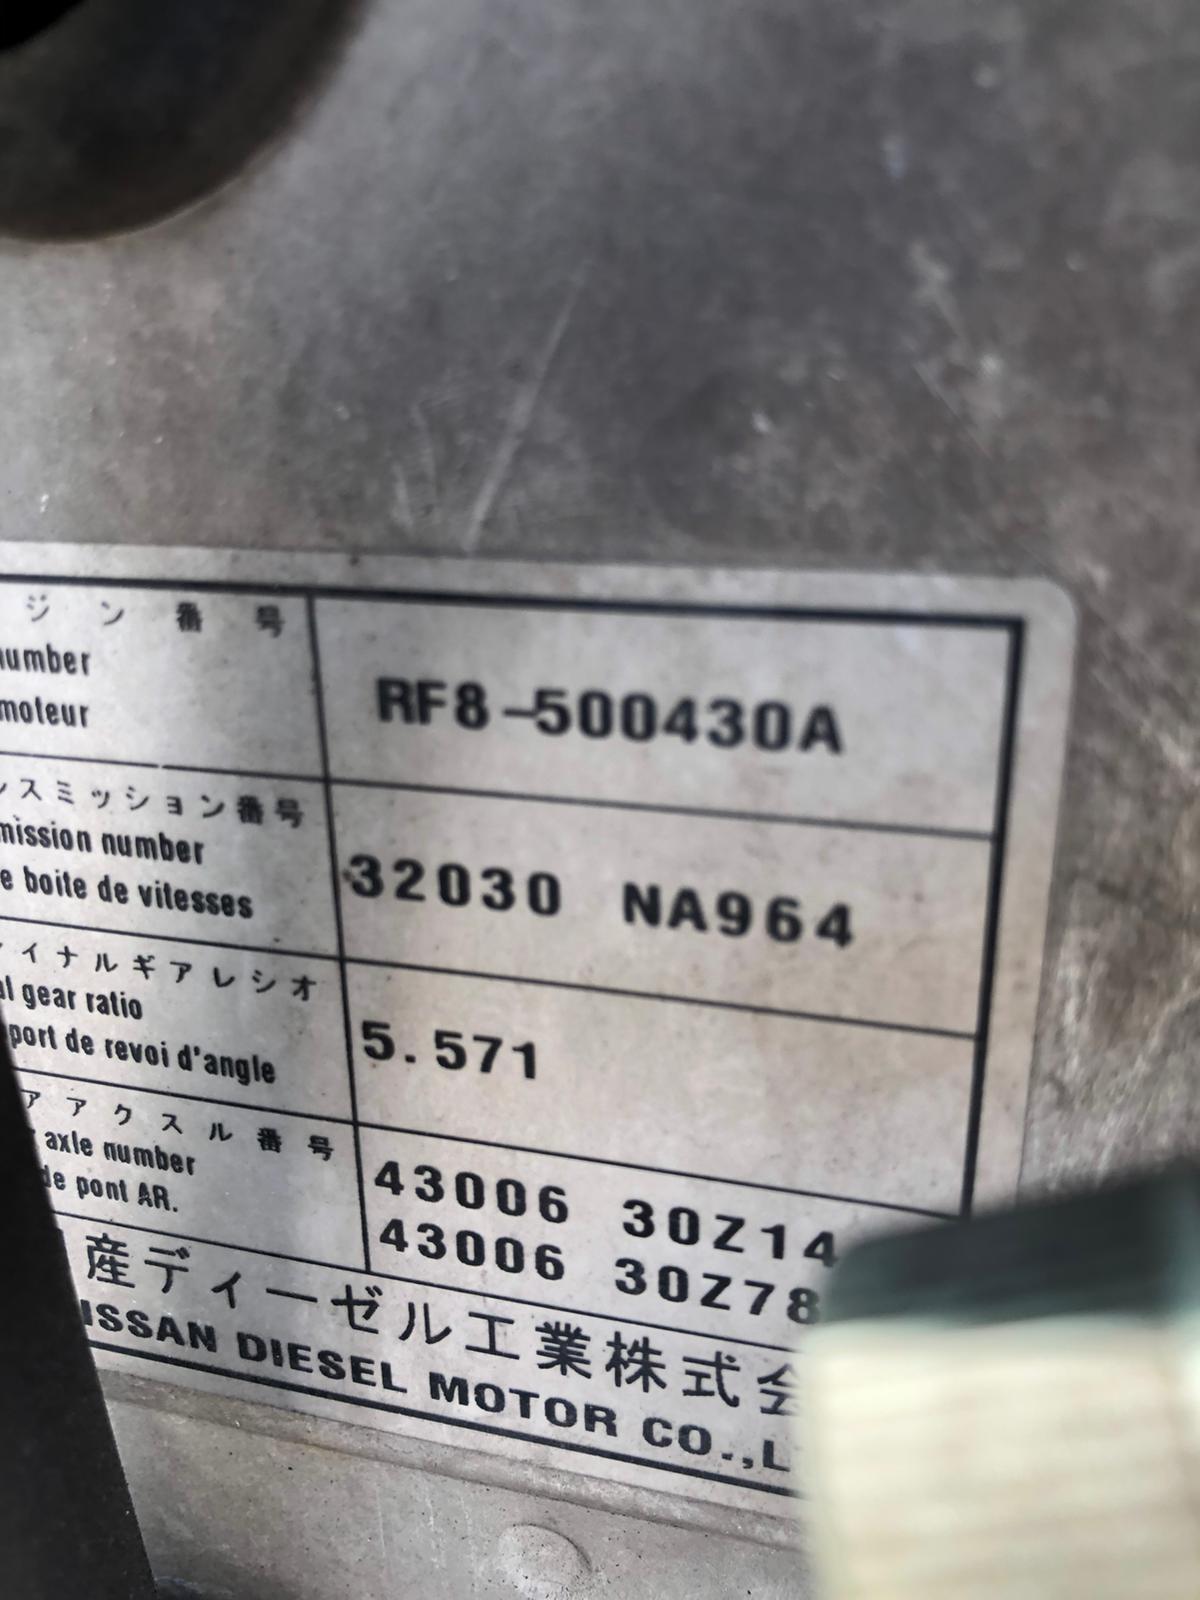 ジン番号
number
moteur
RF8-500430A
スミッション番号
mission number
e boite de vitesses
32030 NA964
イナルギアレシオ
al gear ratio
port de revoi d'angle
5.571
アアクスル番号
axle number
de pont AR.
43006 30Z14
43006 30Z78
産ディーゼル工業株式会
ISSAN DIESEL MOTOR CO.,L